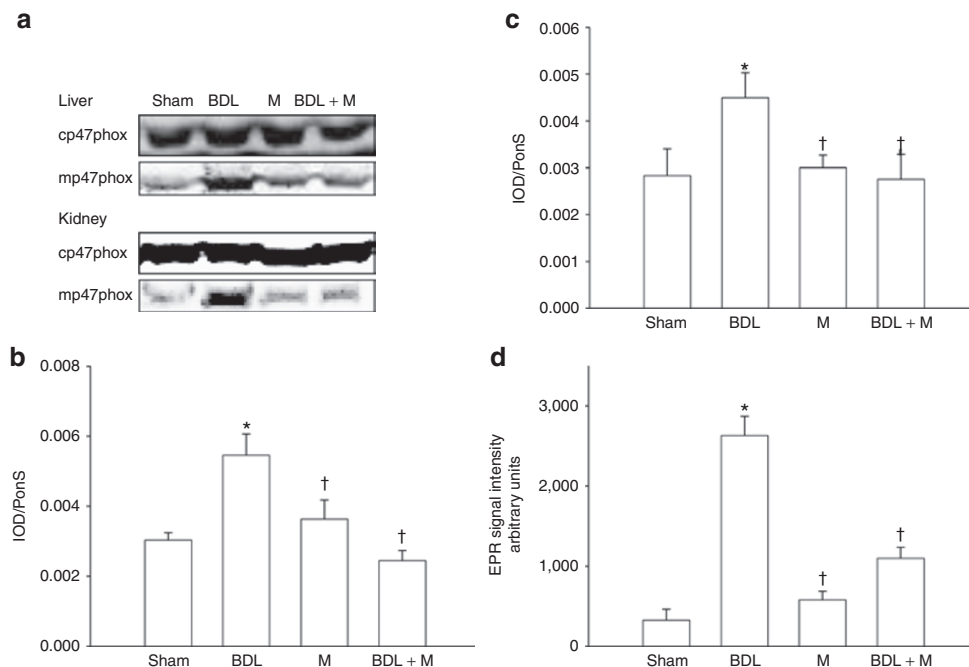 a
Liver
Sham BDL M BDL + M
cp47phox
mp47phox
Kidney
cp47phox
mp47phox
b
0.008
0.006
0.004
0.002
0.000
IOD/PonS
*
†
†
Sham BDL M BDL + M
c
0.006
0.005
0.004
0.003
0.002
0.001
0.000
IOD/PonS
*
†
†
Sham BDL M BDL + M
d
3,000
2,000
1,000
0
EPR signal intensity
arbitrary units
*
†
†
Sham BDL M BDL + M